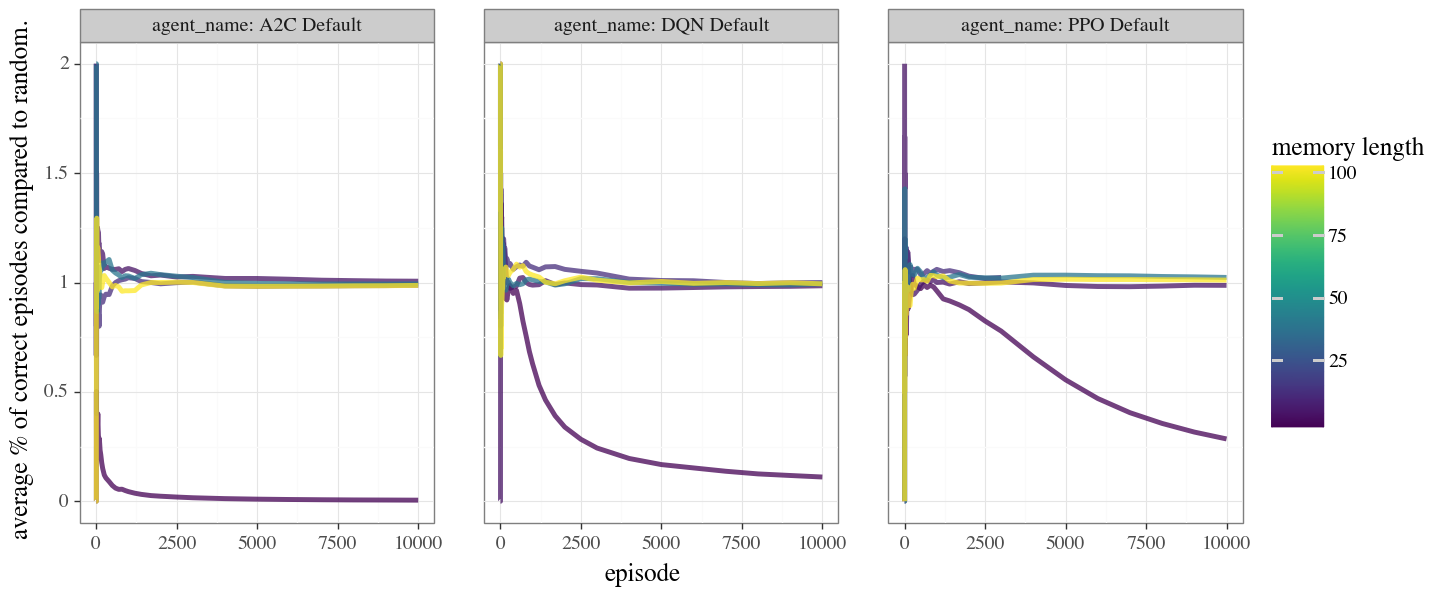 average % of correct episodes compared to random.
agent_name: A2C Default
agent_name: DQN Default
agent_name: PPO Default
2
1.5
1
0.5
0
0 2500 5000 7500 10000
0 2500 5000 7500 10000
0 2500 5000 7500 10000
episode
memory length
100
75
50
25